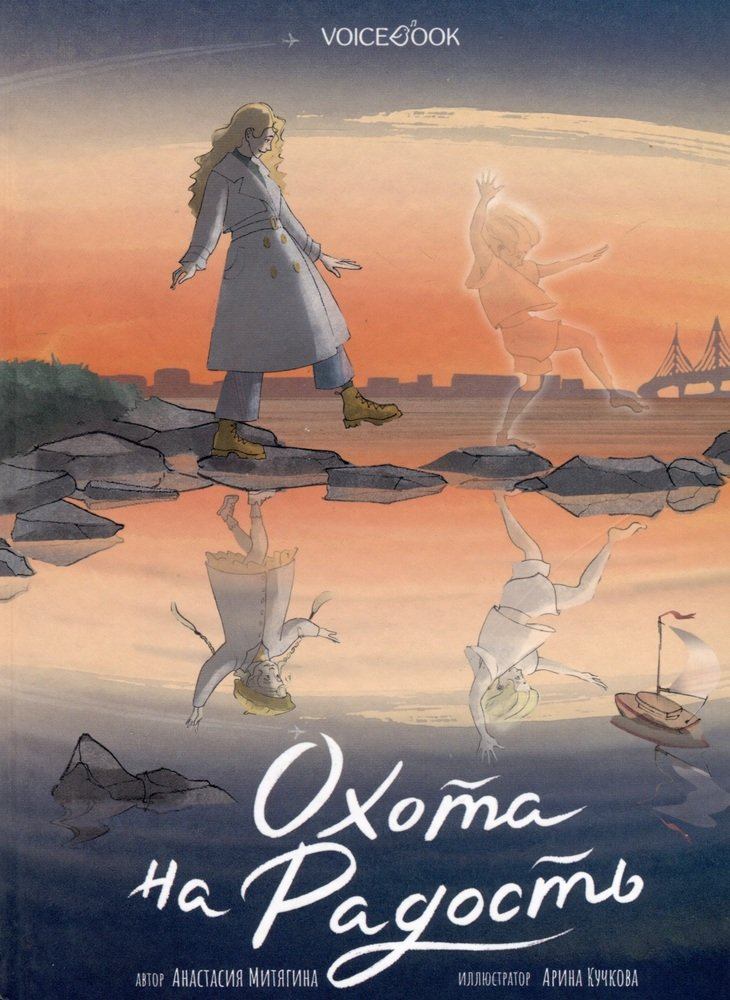 VOICEBOOK
Охота
на Радость
АВТОР АНАСТАСИЯ МИТЯГИНА ИЛЛЮСТРАТОР АРИНА КУЧКОВА